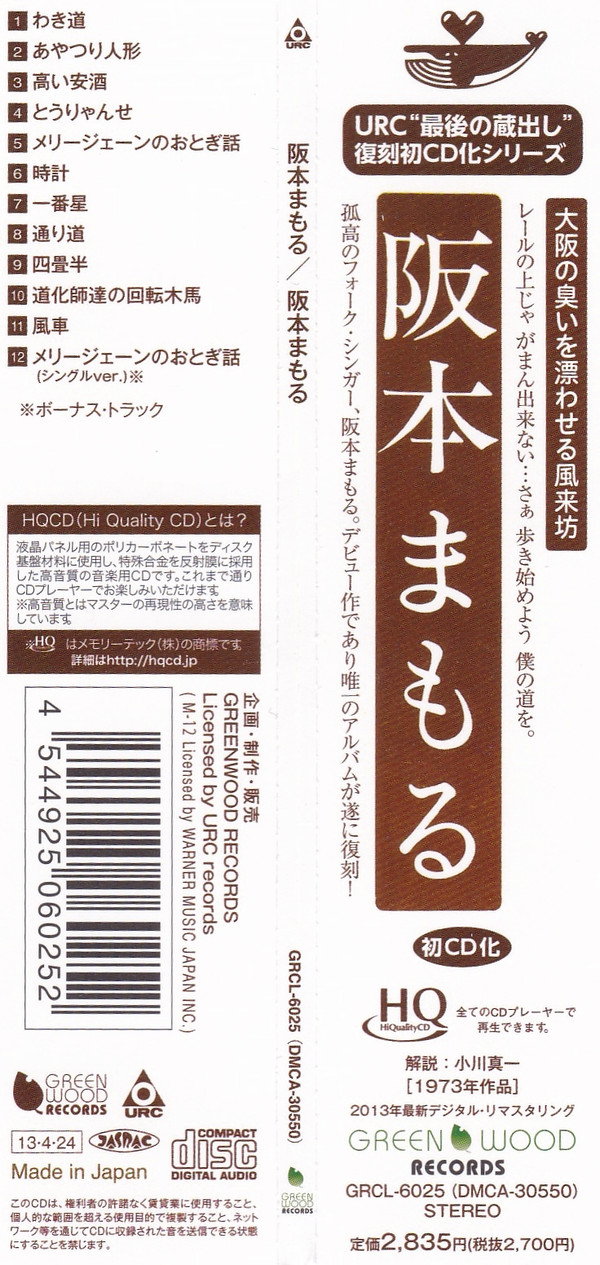 1 わき道
2 あやつり人形
3 高い安酒
4 とうりゃんせ
5 メリージェーンのおとぎ話
6 時計
7 一番星
8 通り道
9 四畳半
10 道化師達の回転木馬
11 風車
12 メリージェーンのおとぎ話
(シングルver.)※
※ボーナス・トラック
HQCD(Hi Quality CD)とは?
液晶パネル用のポリカーボネートをディスク
基盤材料に使用し、特殊合金を反射膜に採用
した高音質の音楽用CDです。これまで通り
CDプレーヤーでお楽しみいただけます
※高音質とはマスターの再現性の高さを意味
しています
※HQ はメモリーテック(株)の商標です
詳細はhttp://hqcd.jp
企画・制作・販売
GREENWOOD RECORDS
Licensed by URC records
(M-12 Licensed by WARNER MUSIC JAPAN INC.)
4 544925 060252
GREEN
WOOD
RECORDS
URC
13・4・24
JASRAC
COMPACT
disc
DIGITAL AUDIO
Made in Japan
このCDは、権利者の許諾なく賃貸業に使用すること、
個人的な範囲を超える使用目的で複製すること、ネット
ワーク等を通じてCDに収録された音を送信できる状態
にすることを禁じます。
URC
阪本まもる/阪本まもる
GRCL-6025 (DMCA-30550)
GREEN
WOOD
RECORDS
URC“最後の蔵出し”
復刻初CD化シリーズ
大阪の臭いを漂わせる風来坊
レールの上じゃ がまん出来ない…さぁ 歩き始めよう 僕の道を。
阪本まもる
孤高のフォーク・シンガー、阪本まもる。デビュー作であり唯一のアルバムが遂に復刻!
初CD化
HQ
HiQualityCD
全てのCDプレーヤーで
再生できます。
解説:小川真一
[1973年作品]
2013年最新デジタル・リマスタリング
GREEN WOOD
RECORDS
GRCL-6025 (DMCA-30550)
STEREO
定価2,835円(税抜2,700円)